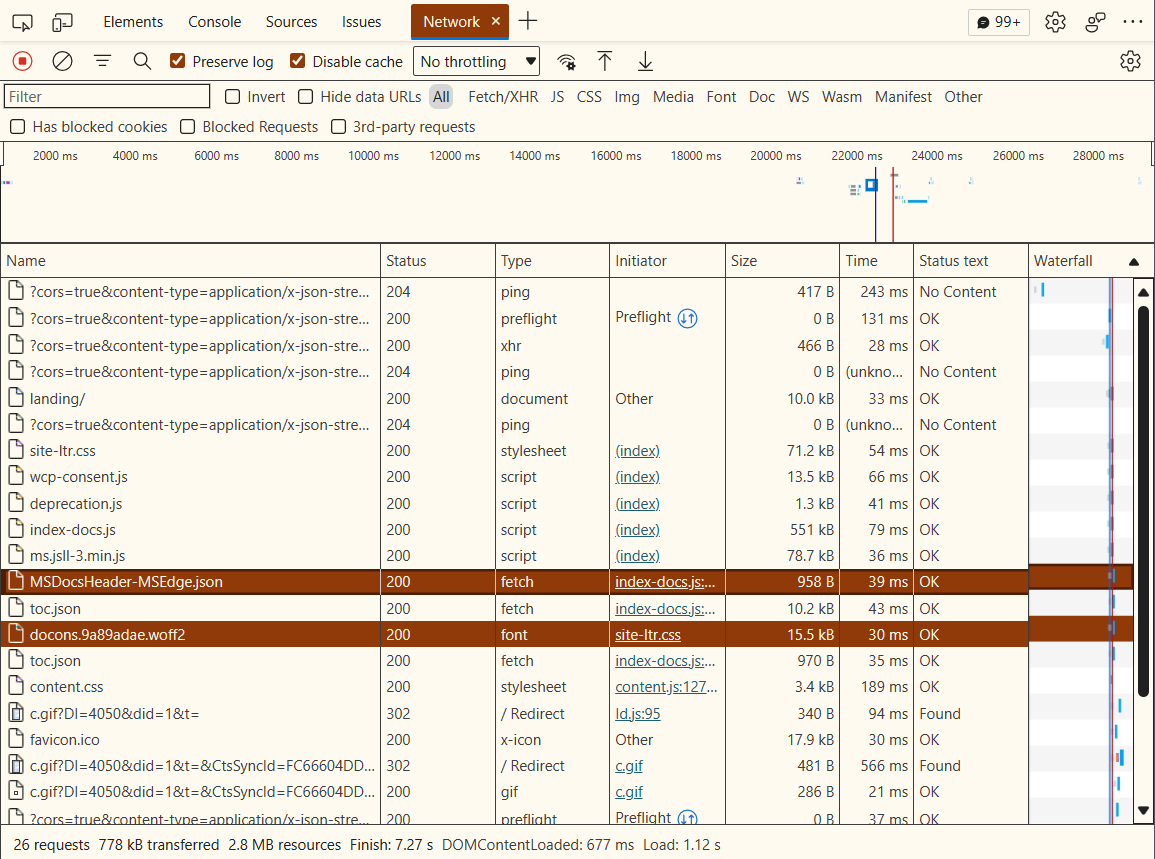 Elements Console Sources Issues Network × + 99+
Preserve log Disable cache No throttling
Filter Invert Hide data URLs All Fetch/XHR JS CSS Img Media Font Doc WS Wasm Manifest Other
Has blocked cookies Blocked Requests 3rd-party requests
2000 ms 4000 ms 6000 ms 8000 ms 10000 ms 12000 ms 14000 ms 16000 ms 18000 ms 20000 ms 22000 ms 24000 ms 26000 ms 28000 ms
Name Status Type Initiator Size Time Status text Waterfall
?cors=true&content-type=application/x-json-stre... 204 ping 417 B 243 ms No Content
?cors=true&content-type=application/x-json-stre... 200 preflight Preflight 0 B 131 ms OK
?cors=true&content-type=application/x-json-stre... 200 xhr 466 B 28 ms OK
?cors=true&content-type=application/x-json-stre... 204 ping 0 B (unkno... No Content
landing/ 200 document Other 10.0 kB 33 ms OK
?cors=true&content-type=application/x-json-stre... 204 ping 0 B (unkno... No Content
site-ltr.css 200 stylesheet (index) 71.2 kB 54 ms OK
wcp-consent.js 200 script (index) 13.5 kB 66 ms OK
deprecation.js 200 script (index) 1.3 kB 41 ms OK
index-docs.js 200 script (index) 551 kB 79 ms OK
ms.jsll-3.min.js 200 script (index) 78.7 kB 36 ms OK
MSDocsHeader-MSEdge.json 200 fetch index-docs.js:... 958 B 39 ms OK
toc.json 200 fetch index-docs.js:... 10.2 kB 43 ms OK
docons.9a89adae.woff2 200 font site-ltr.css 15.5 kB 30 ms OK
toc.json 200 fetch index-docs.js:... 970 B 35 ms OK
content.css 200 stylesheet content.js:127... 3.4 kB 189 ms OK
c.gif?DI=4050&did=1&t= 302 / Redirect ld.js:95 340 B 94 ms Found
favicon.ico 200 x-icon Other 17.9 kB 30 ms OK
c.gif?DI=4050&did=1&t=&CtsSyncId=FC66604DD... 302 / Redirect c.gif 481 B 566 ms Found
c.gif?DI=4050&did=1&t=&CtsSyncId=FC66604DD... 200 gif c.gif 286 B 21 ms OK
?cors=true&content-type=application/x-json-stre... 200 preflight Preflight 0 B 37 ms OK
26 requests 778 kB transferred 2.8 MB resources Finish: 7.27 s DOMContentLoaded: 677 ms Load: 1.12 s